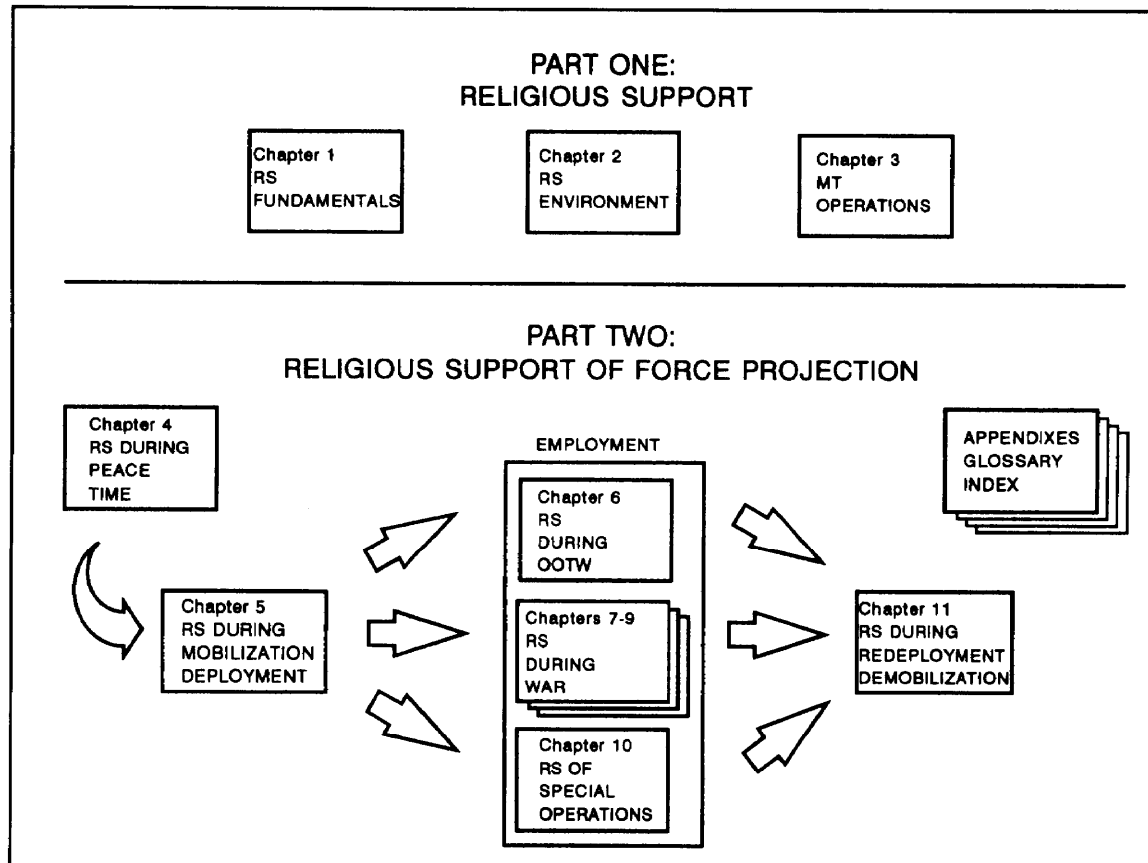 PART ONE:
RELIGIOUS SUPPORT
Chapter 1
RS
FUNDAMENTALS
Chapter 2
RS
ENVIRONMENT
Chapter 3
MT
OPERATIONS
PART TWO:
RELIGIOUS SUPPORT OF FORCE PROJECTION
Chapter 4
RS DURING
PEACE
TIME
Chapter 5
RS DURING
MOBILIZATION
DEPLOYMENT
EMPLOYMENT
Chapter 6
RS
DURING
OOTW
Chapters 7-9
RS
DURING
WAR
Chapter 10
RS OF
SPECIAL
OPERATIONS
APPENDIXES
GLOSSARY
INDEX
Chapter 11
RS DURING
REDEPLOYMENT
DEMOBILIZATION